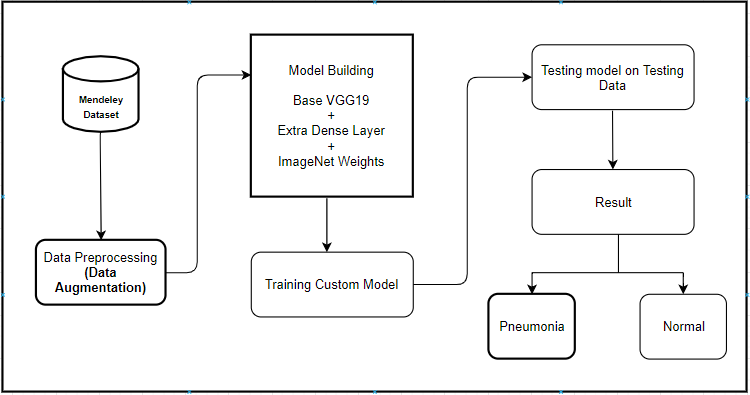 Mendeley
Dataset
Data Preprocessing
(Data
Augmentation)
Model Building
Base VGG19
+
Extra Dense Layer
+
ImageNet Weights
Training Custom Model
Testing model on Testing
Data
Result
Pneumonia
Normal